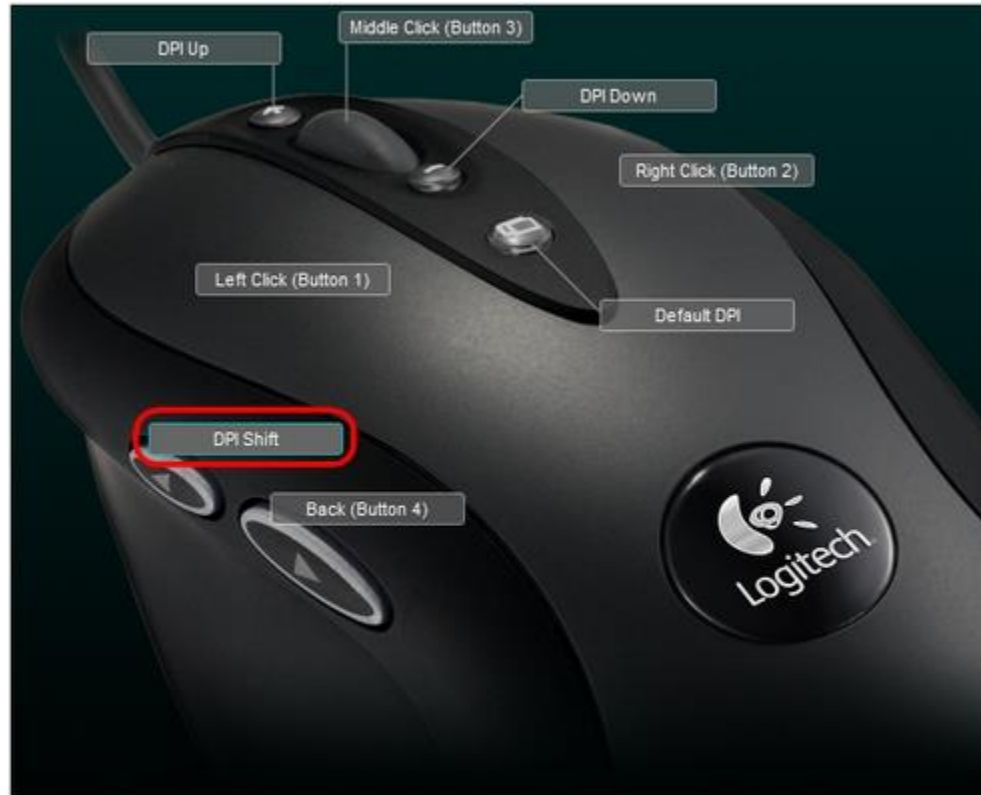 Middle Click (Button 3)
DPI Up
DPI Down
Right Click (Button 2)
Left Click (Button 1)
Default DPI
DPI Shift
Back (Button 4)
Logitech